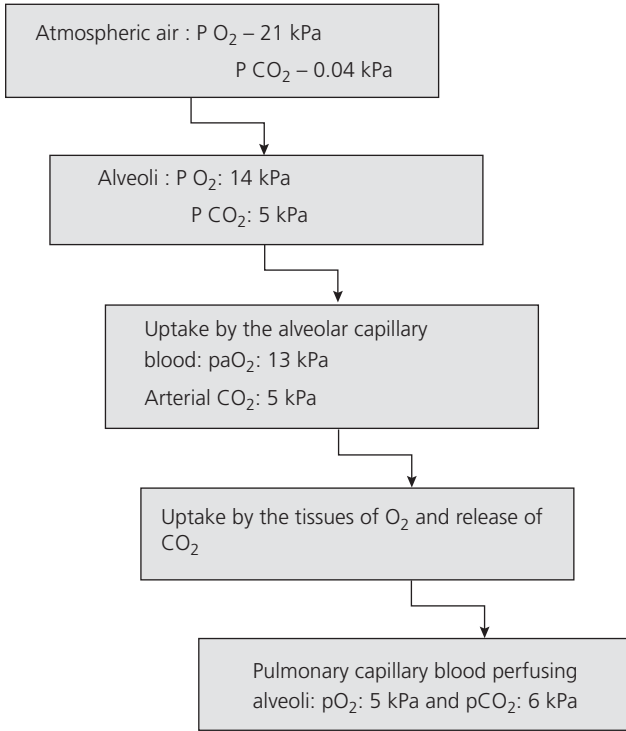 Atmospheric air : P O₂ – 21 kPa
P CO₂ – 0.04 kPa
Alveoli : P O₂: 14 kPa
P CO₂: 5 kPa
Uptake by the alveolar capillary
blood: paO₂: 13 kPa
Arterial CO₂: 5 kPa
Uptake by the tissues of O₂ and release of
CO₂
Pulmonary capillary blood perfusing
alveoli: pO₂: 5 kPa and pCO₂: 6 kPa